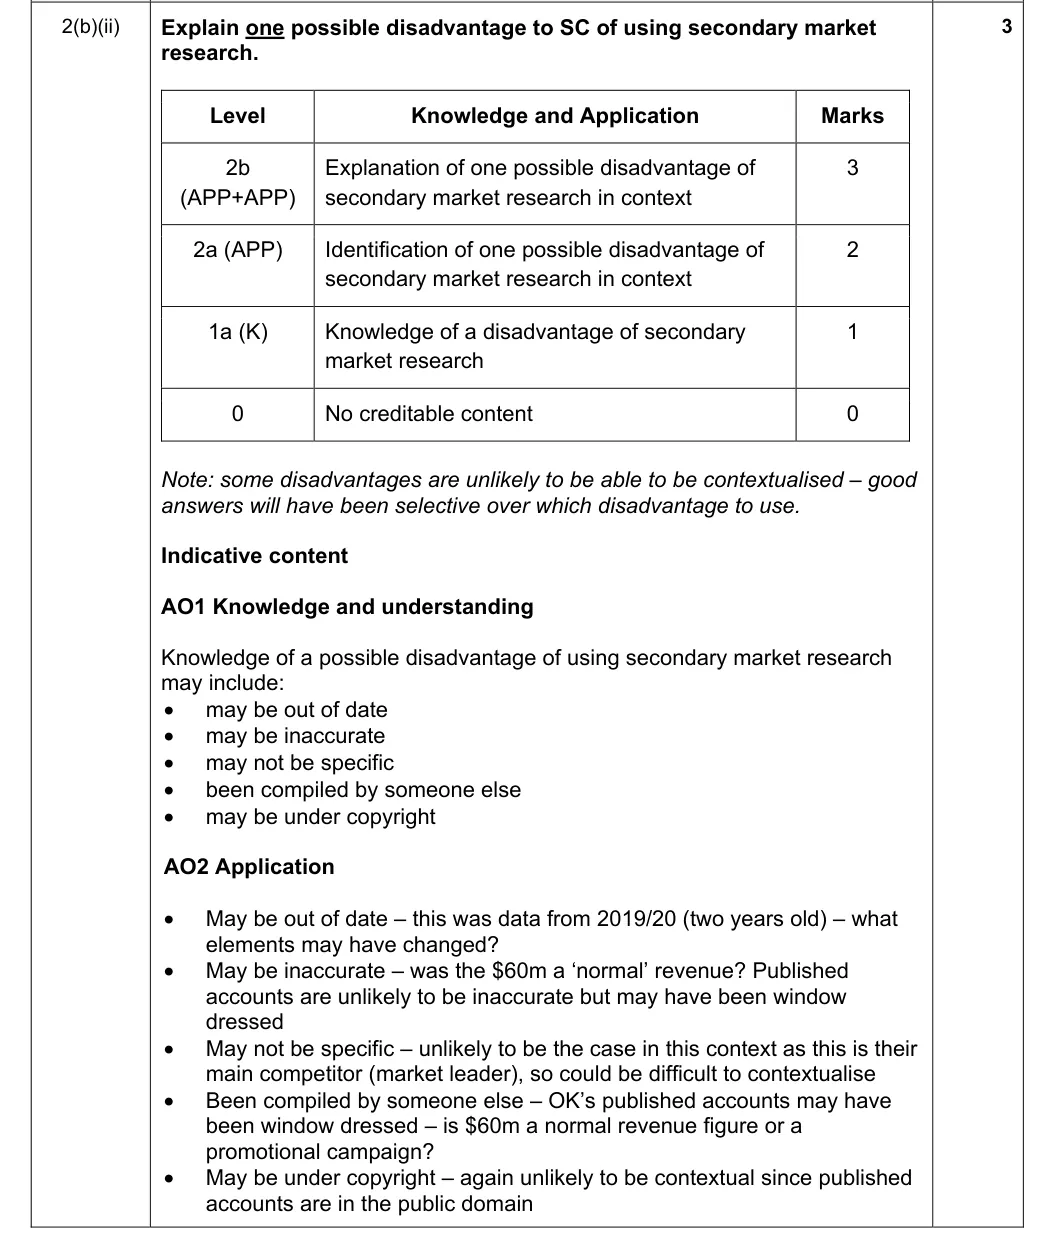 2(b)(ii)
Explain one possible disadvantage to SC of using secondary market
research.
3
Level
Knowledge and Application
Marks
2b
(APP+APP)
Explanation of one possible disadvantage of
secondary market research in context
3
2a (APP)
Identification of one possible disadvantage of
secondary market research in context
2
1a (K)
Knowledge of a disadvantage of secondary
market research
1
0
No creditable content
0
Note: some disadvantages are unlikely to be able to be contextualised – good
answers will have been selective over which disadvantage to use.
Indicative content
AO1 Knowledge and understanding
Knowledge of a possible disadvantage of using secondary market research
may include:
• may be out of date
• may be inaccurate
• may not be specific
• been compiled by someone else
• may be under copyright
AO2 Application
• May be out of date – this was data from 2019/20 (two years old) – what
elements may have changed?
• May be inaccurate – was the $60m a ‘normal’ revenue? Published
accounts are unlikely to be inaccurate but may have been window
dressed
• May not be specific – unlikely to be the case in this context as this is their
main competitor (market leader), so could be difficult to contextualise
• Been compiled by someone else – OK’s published accounts may have
been window dressed – is $60m a normal revenue figure or a
promotional campaign?
• May be under copyright – again unlikely to be contextual since published
accounts are in the public domain